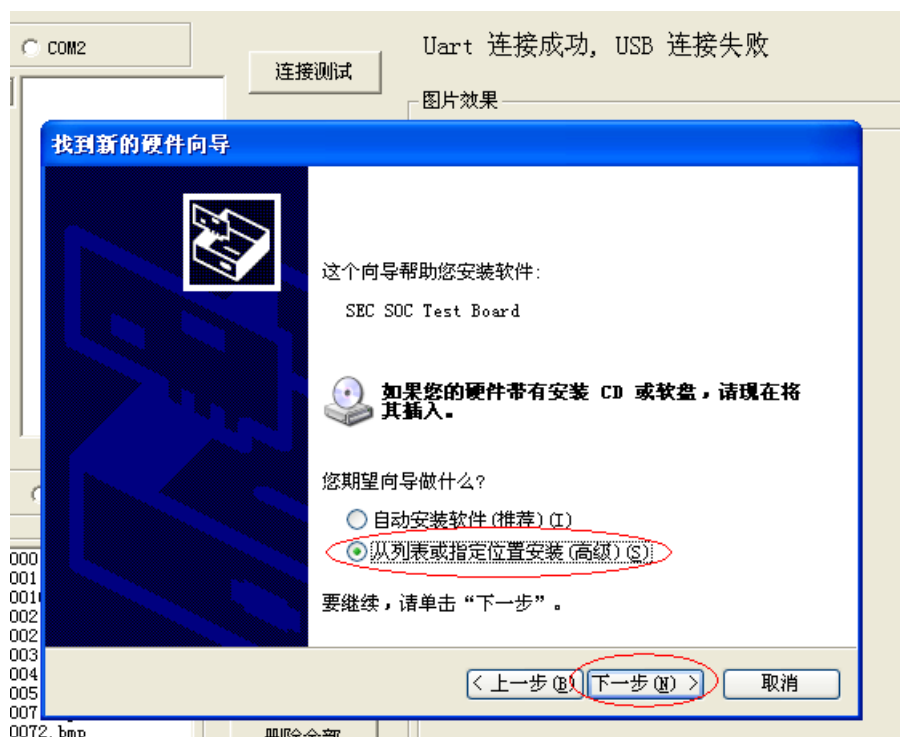 COM2
连接测试
Uart 连接成功, USB 连接失败
图片效果
找到新的硬件向导
这个向导帮助您安装软件:
SEC SOC Test Board
如果您的硬件带有安装 CD 或软盘，请现在将
其插入。
您期望向导做什么?
自动安装软件(推荐)(I)
从列表或指定位置安装(高级)(S)
要继续，请单击“下一步”。
< 上一步(B)
下一步(N) >
取消
000
001
001
002
002
003
004
005
007
0072.bmp
删除全部